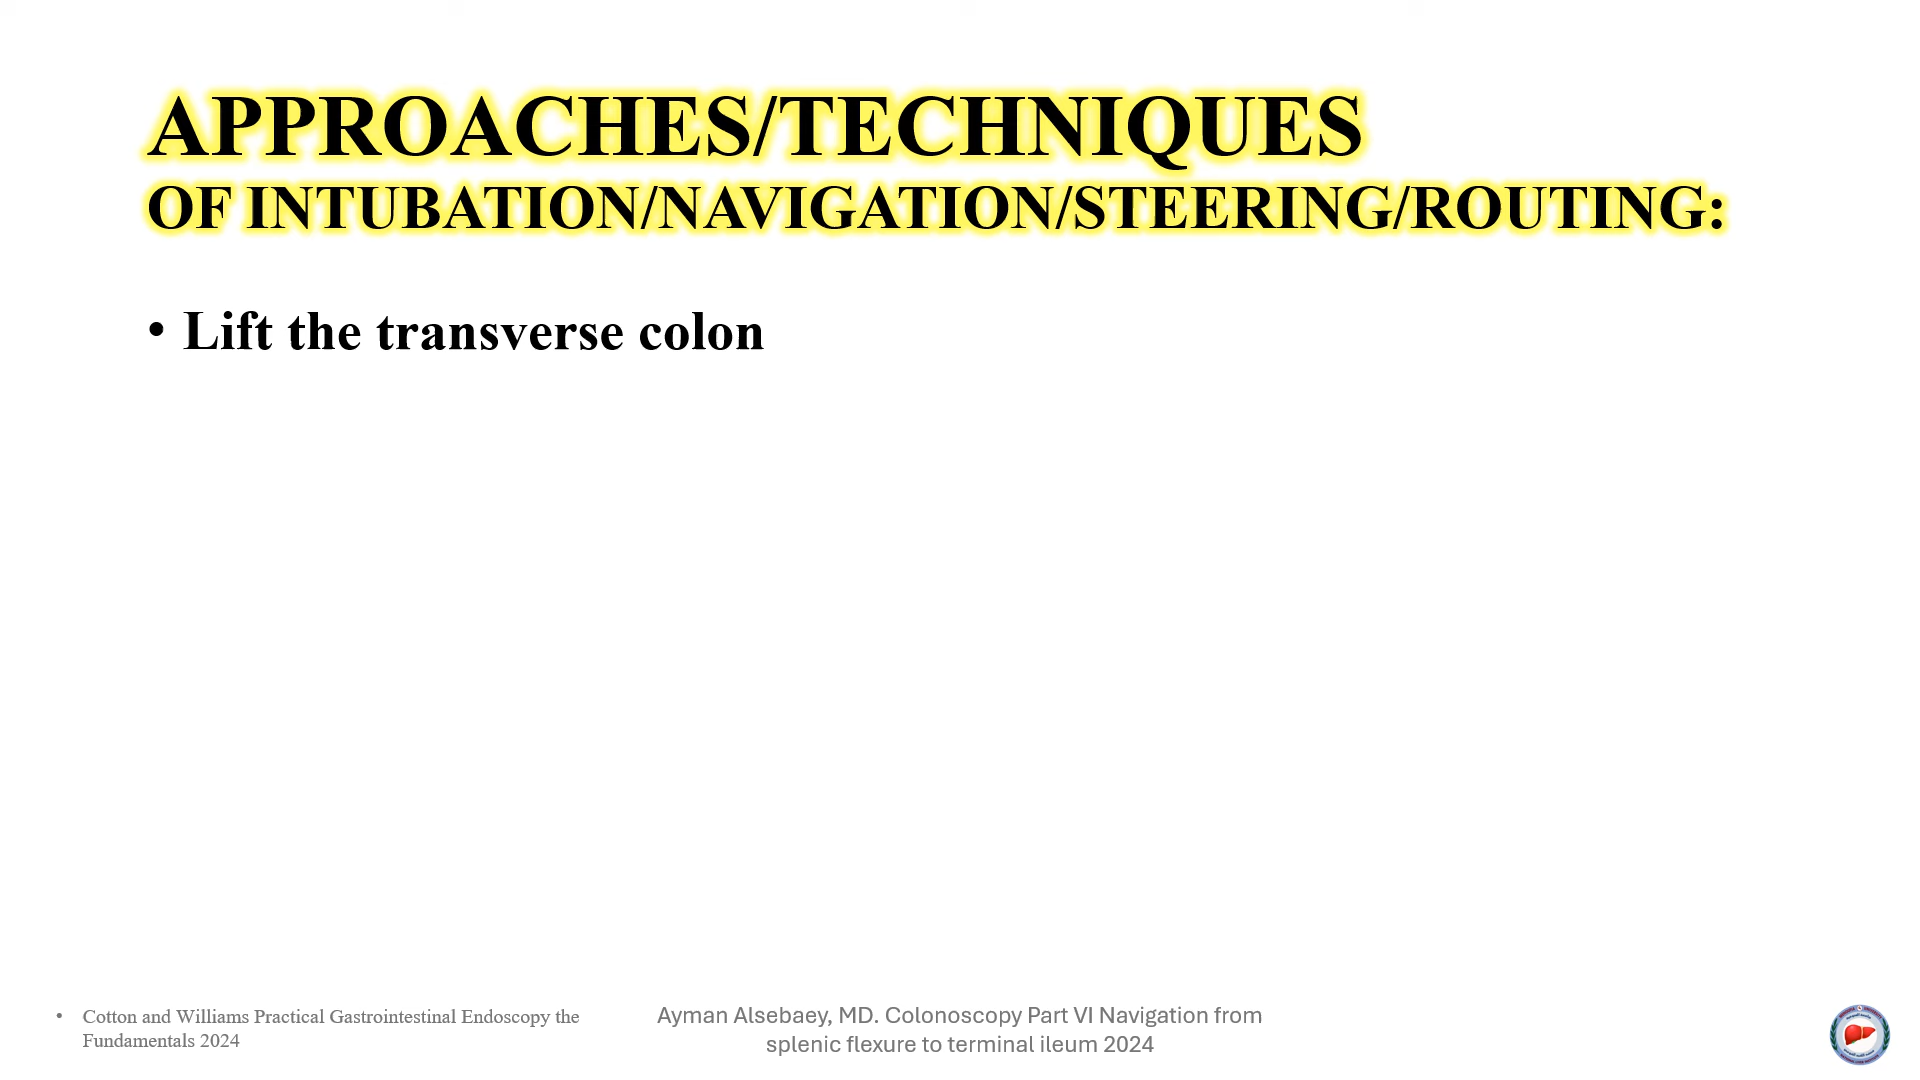 APPROACHES/TECHNIQUES
OF INTUBATION/NAVIGATION/STEERING/ROUTING:
• Lift the transverse colon
• Cotton and Williams Practical Gastrointestinal Endoscopy the
Fundamentals 2024
Ayman Alsebaey, MD. Colonoscopy Part VI Navigation from
splenic flexure to terminal ileum 2024